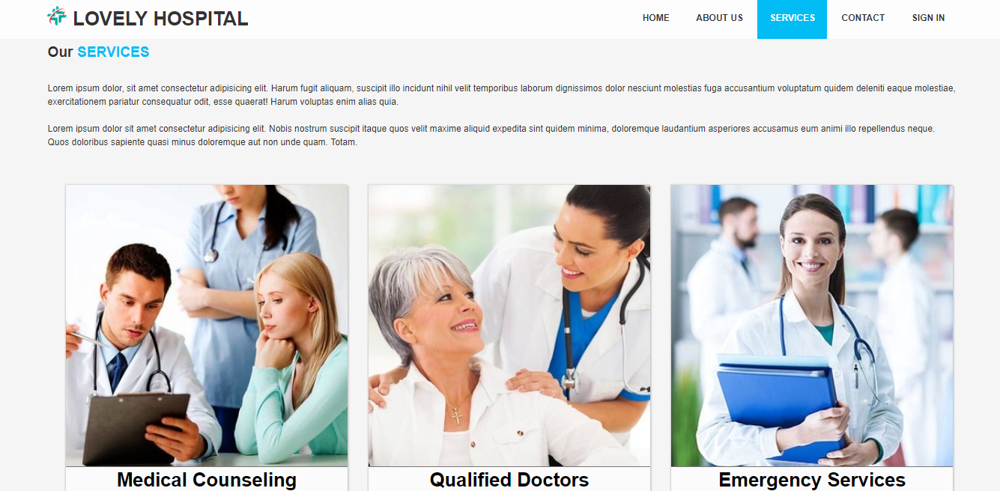 LOVELY HOSPITAL
HOME ABOUT US SERVICES CONTACT SIGN IN
Our SERVICES
Lorem ipsum dolor, sit amet consectetur adipisicing elit. Harum fugit aliquam, suscipit illo incidunt nihil velit temporibus laborum dignissimos dolor nesciunt molestias fuga accusantium voluptatum quidem deleniti eaque molestiae,
exercitationem pariatur consequatur odit, esse quaerat! Harum voluptas enim alias quia.
Lorem ipsum dolor sit amet consectetur adipisicing elit. Nobis nostrum suscipit itaque quos velit maxime aliquid expedita sint quidem minima, doloremque laudantium asperiores accusamus eum animi illo repellendus neque.
Quos doloribus sapiente quasi minus doloremque aut non unde quam. Totam.
Medical Counseling
Qualified Doctors
Emergency Services